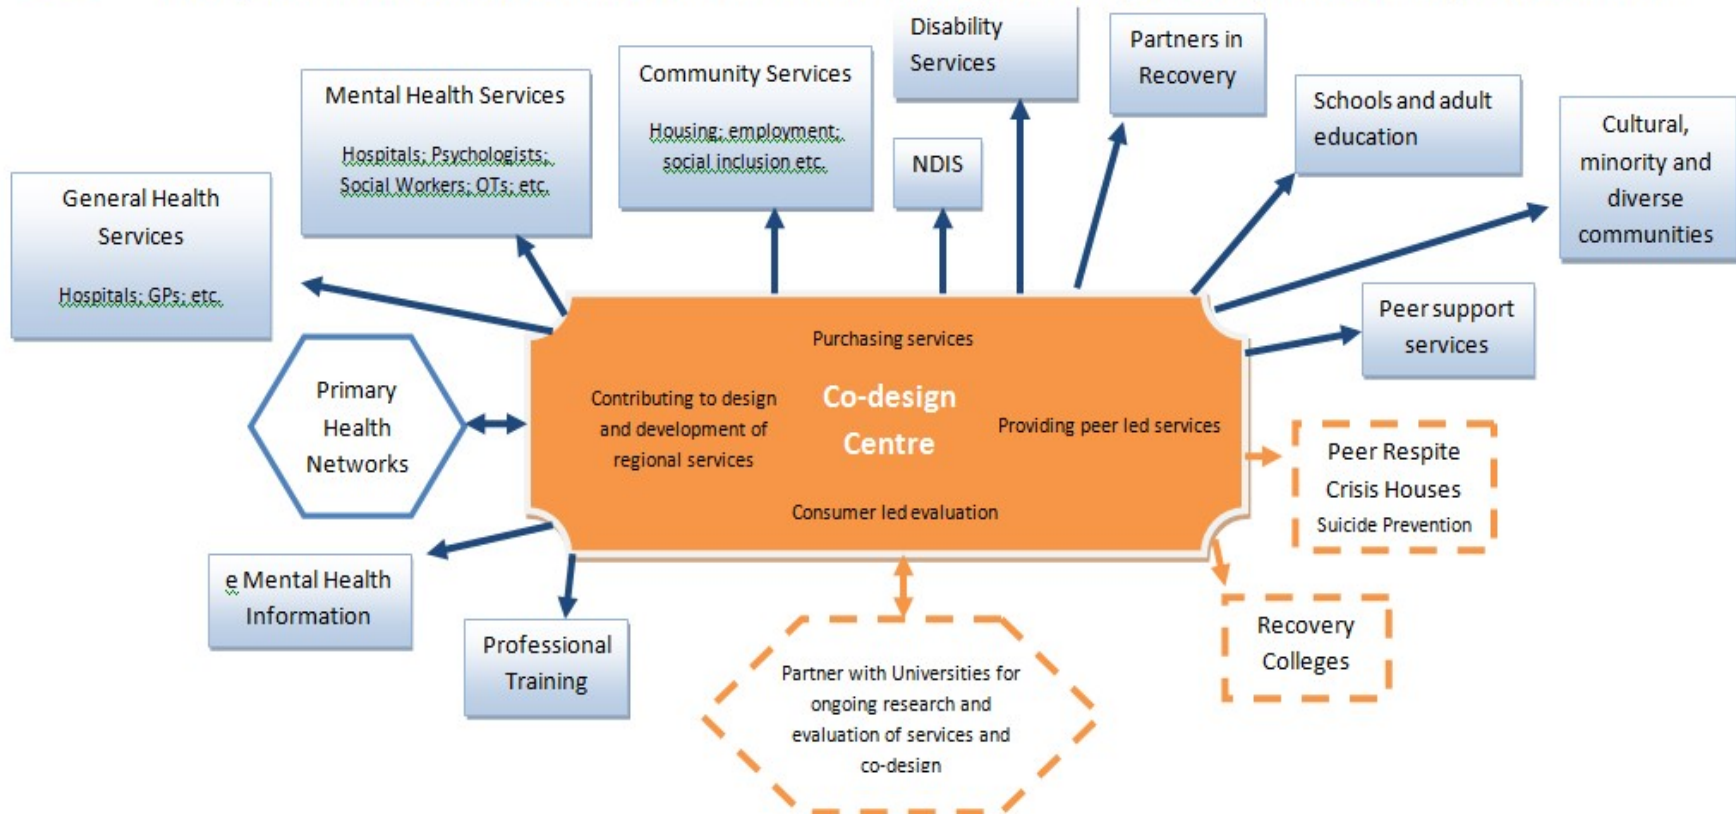 Disability
Services
Partners in
Recovery
Community Services
Housing; employment;
social inclusion etc.
Mental Health Services
Hospitals; Psychologists;
Social Workers; OTs; etc.
NDIS
Schools and adult
education
Cultural,
minority and
diverse
communities
General Health
Services
Hospitals; GPs; etc.
Peer support
services
Primary
Health
Networks
Purchasing services
Contributing to design
and development of
regional services
Co-design
Centre
Providing peer led services
Consumer led evaluation
Peer Respite
Crisis Houses
Suicide Prevention
e Mental Health
Information
Professional
Training
Partner with Universities for
ongoing research and
evaluation of services and
co-design
Recovery
Colleges